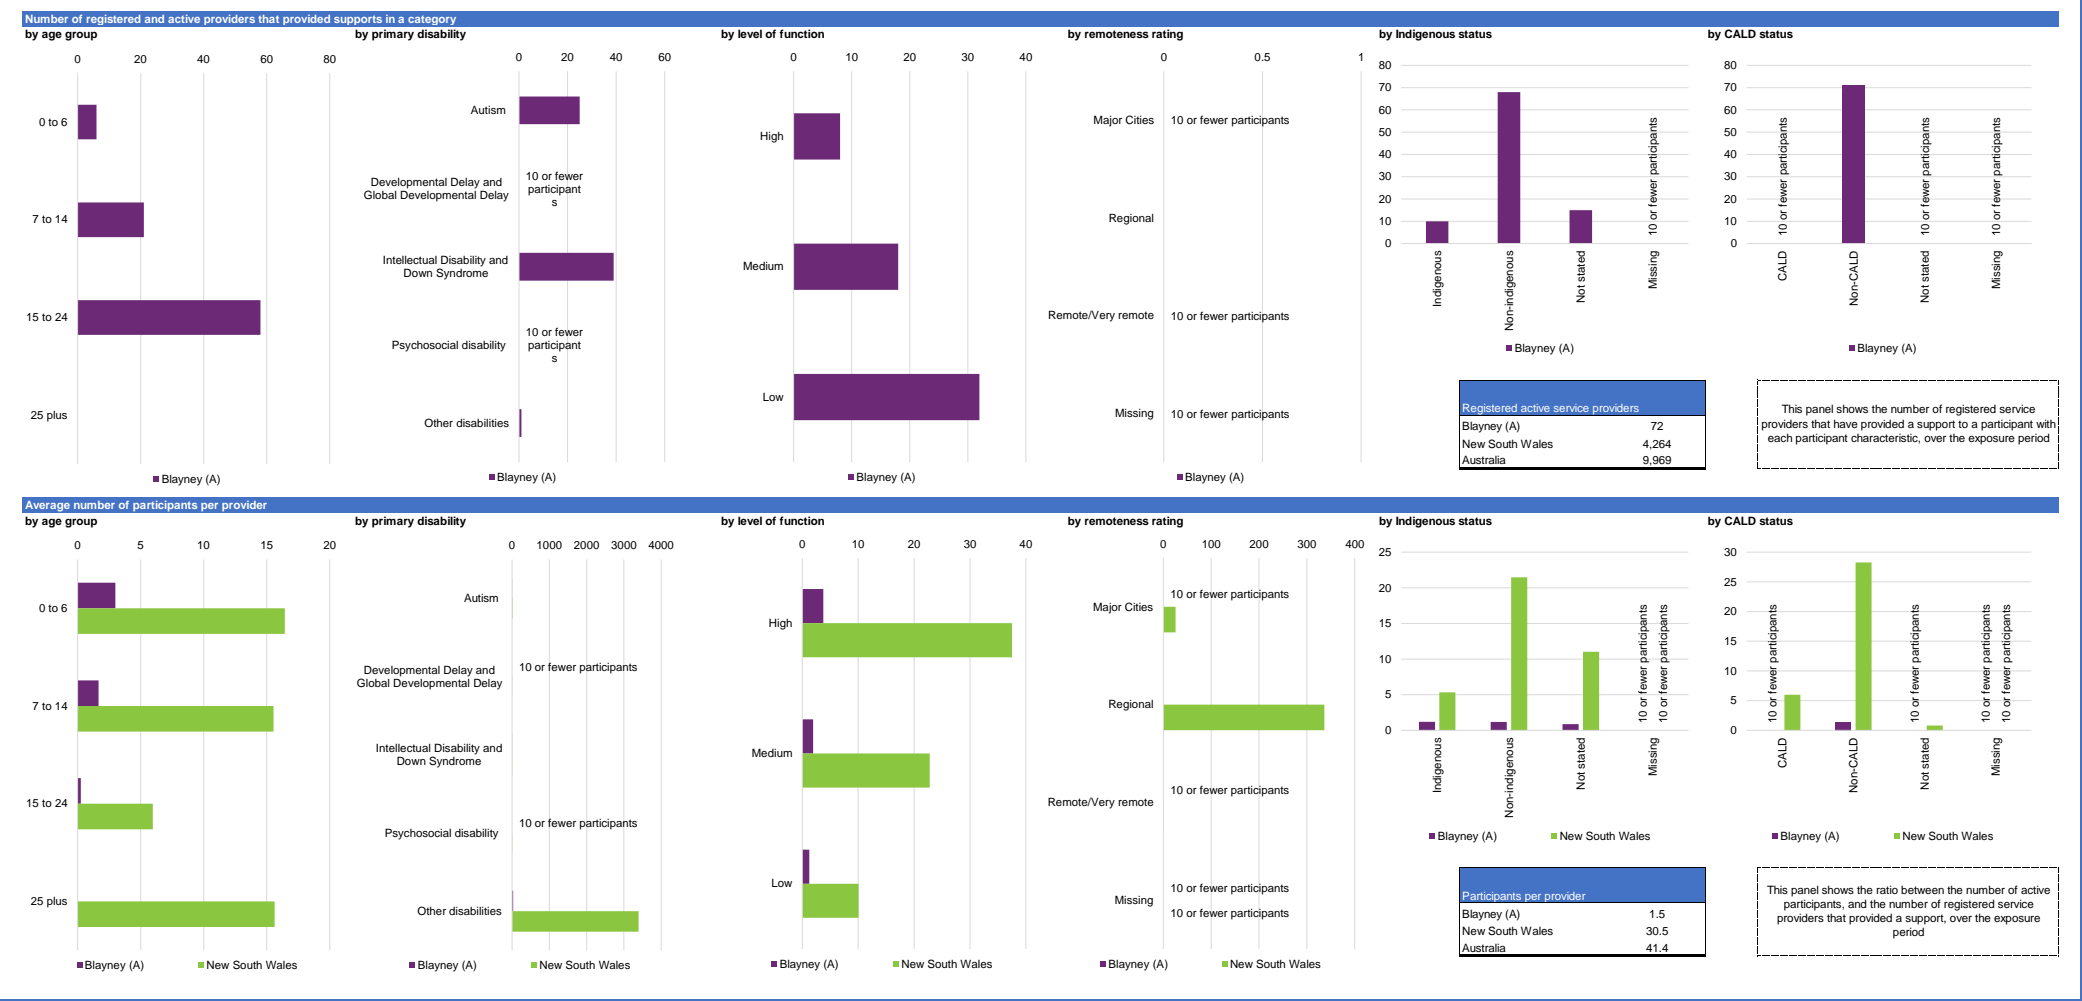 Number of registered and active providers that provided supports in a category
by age group
0 20 40 60 80
0 to 6
7 to 14
15 to 24
25 plus
Blayney (A)
by primary disability
0 20 40 60
Autism
Developmental Delay and
Global Developmental Delay
10 or fewer
participant
s
Intellectual Disability and
Down Syndrome
Psychosocial disability
10 or fewer
participant
s
Other disabilities
Blayney (A)
by level of function
0 10 20 30 40
High
Medium
Low
Blayney (A)
by remoteness rating
0 0.5 1
Major Cities 10 or fewer participants
Regional
Remote/Very remote 10 or fewer participants
Missing 10 or fewer participants
Blayney (A)
by Indigenous status
80
70
60
50
40
30
20
10
0
10 or fewer participants
Indigenous
Non-indigenous
Not stated
Missing
Blayney (A)
by CALD status
80
70
60
50
40
30
20
10
0
10 or fewer participants
10 or fewer participants
10 or fewer participants
CALD
Non-CALD
Not stated
Missing
Blayney (A)
Registered active service providers
Blayney (A) 72
New South Wales 4,264
Australia 9,969
This panel shows the number of registered service
providers that have provided a support to a participant with
each participant characteristic, over the exposure period
Average number of participants per provider
by age group
0 5 10 15 20
0 to 6
7 to 14
15 to 24
25 plus
Blayney (A) New South Wales
by primary disability
0 1000 2000 3000 4000
Autism
Developmental Delay and
Global Developmental Delay
10 or fewer participants
Intellectual Disability and
Down Syndrome
Psychosocial disability
10 or fewer participants
Other disabilities
Blayney (A) New South Wales
by level of function
0 10 20 30 40
High
Medium
Low
Blayney (A) New South Wales
by remoteness rating
0 100 200 300 400
10 or fewer participants
Major Cities
Regional
10 or fewer participants
Remote/Very remote
10 or fewer participants
Missing
10 or fewer participants
Blayney (A) New South Wales
by Indigenous status
25
20
15
10
5
0
10 or fewer participants
10 or fewer participants
Indigenous
Non-indigenous
Not stated
Missing
Blayney (A) New South Wales
by CALD status
30
25
20
15
10
5
0
10 or fewer participants
10 or fewer participants
10 or fewer participants
10 or fewer participants
CALD
Non-CALD
Not stated
Missing
Blayney (A) New South Wales
Participants per provider
Blayney (A) 1.5
New South Wales 30.5
Australia 41.4
This panel shows the ratio between the number of active
participants, and the number of registered service
providers that provided a support, over the exposure
period